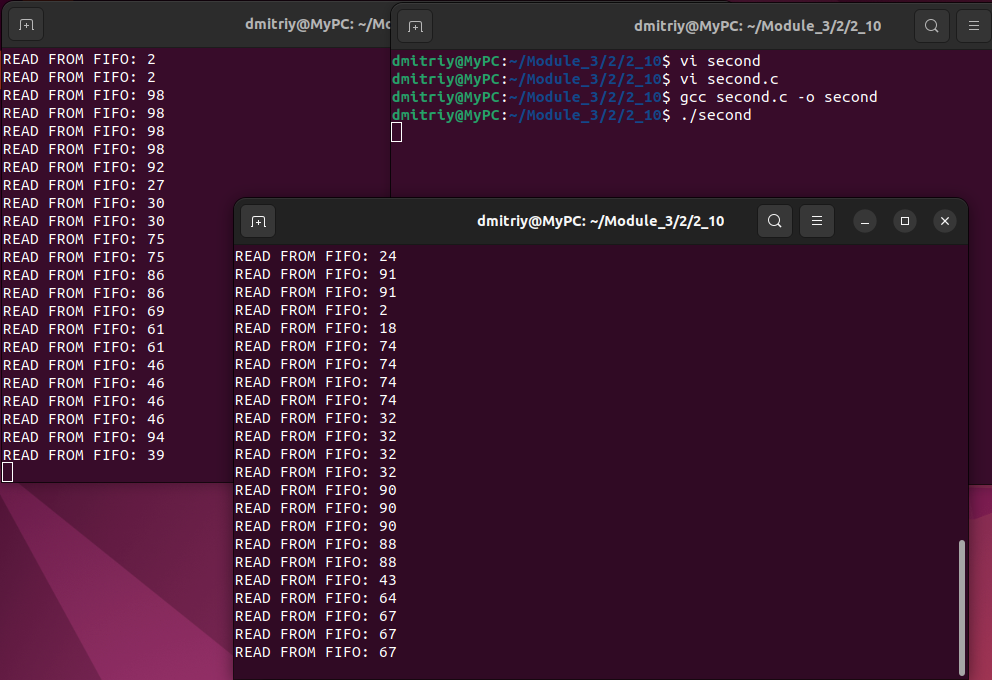 dmitriy@MyPC: ~/Mo
READ FROM FIFO: 2
READ FROM FIFO: 2
READ FROM FIFO: 98
READ FROM FIFO: 98
READ FROM FIFO: 98
READ FROM FIFO: 98
READ FROM FIFO: 92
READ FROM FIFO: 27
READ FROM FIFO: 30
READ FROM FIFO: 30
READ FROM FIFO: 75
READ FROM FIFO: 75
READ FROM FIFO: 86
READ FROM FIFO: 86
READ FROM FIFO: 69
READ FROM FIFO: 61
READ FROM FIFO: 61
READ FROM FIFO: 46
READ FROM FIFO: 46
READ FROM FIFO: 46
READ FROM FIFO: 46
READ FROM FIFO: 94
READ FROM FIFO: 39
dmitriy@MyPC: ~/Module_3/2/2_10
dmitriy@MyPC:~/Module_3/2/2_10$ vi second
dmitriy@MyPC:~/Module_3/2/2_10$ vi second.c
dmitriy@MyPC:~/Module_3/2/2_10$ gcc second.c -o second
dmitriy@MyPC:~/Module_3/2/2_10$ ./second
dmitriy@MyPC: ~/Module_3/2/2_10
READ FROM FIFO: 24
READ FROM FIFO: 91
READ FROM FIFO: 91
READ FROM FIFO: 2
READ FROM FIFO: 18
READ FROM FIFO: 74
READ FROM FIFO: 74
READ FROM FIFO: 74
READ FROM FIFO: 74
READ FROM FIFO: 32
READ FROM FIFO: 32
READ FROM FIFO: 32
READ FROM FIFO: 32
READ FROM FIFO: 90
READ FROM FIFO: 90
READ FROM FIFO: 90
READ FROM FIFO: 88
READ FROM FIFO: 88
READ FROM FIFO: 43
READ FROM FIFO: 64
READ FROM FIFO: 67
READ FROM FIFO: 67
READ FROM FIFO: 67